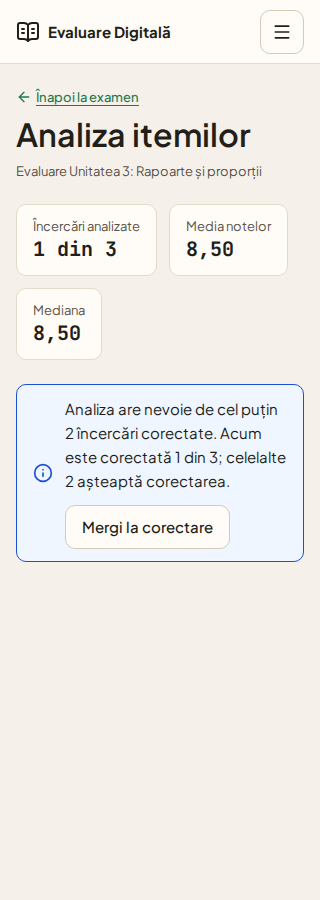 Evaluare Digitală
Înapoi la examen
Analiza itemilor
Evaluare Unitatea 3: Rapoarte și proporții
Încercări analizate
1 din 3
Media notelor
8,50
Mediana
8,50
Analiza are nevoie de cel puțin
2 încercări corectate. Acum
este corectată 1 din 3; celelalte
2 așteaptă corectarea.
Mergi la corectare